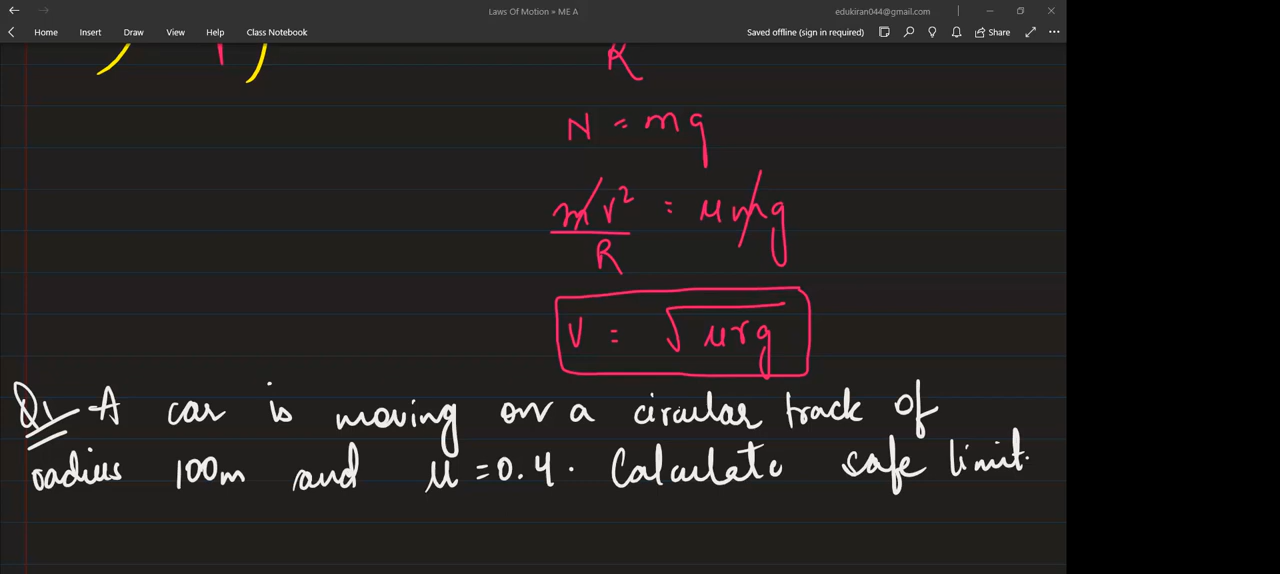 Laws Of Motion » ME A
edukiran044@gmail.com
Home Insert Draw View Help Class Notebook
Saved offline (sign in required)
Share
R
N = mg
mv² = μmg
R
V = √μrg
Q1 A car is moving on a circular track of
radius 100m and μ = 0.4. Calculate safe limit.